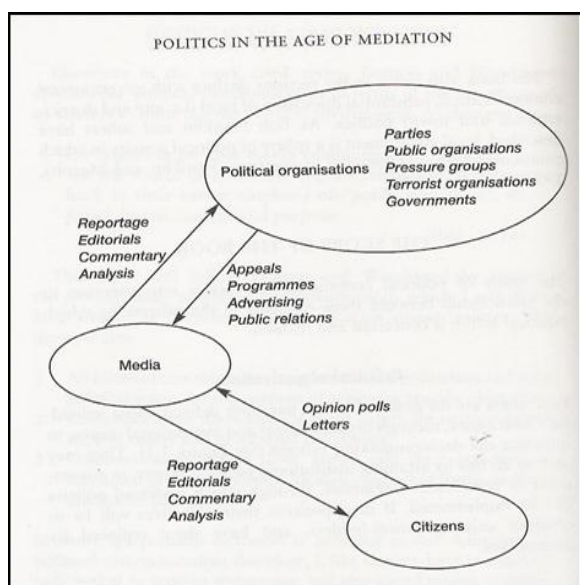 POLITICS IN THE AGE OF MEDIATION
Political organisations
Parties
Public organisations
Pressure groups
Terrorist organisations
Governments
Reportage
Editorials
Commentary
Analysis
Appeals
Programmes
Advertising
Public relations
Media
Opinion polls
Letters
Reportage
Editorials
Commentary
Analysis
Citizens